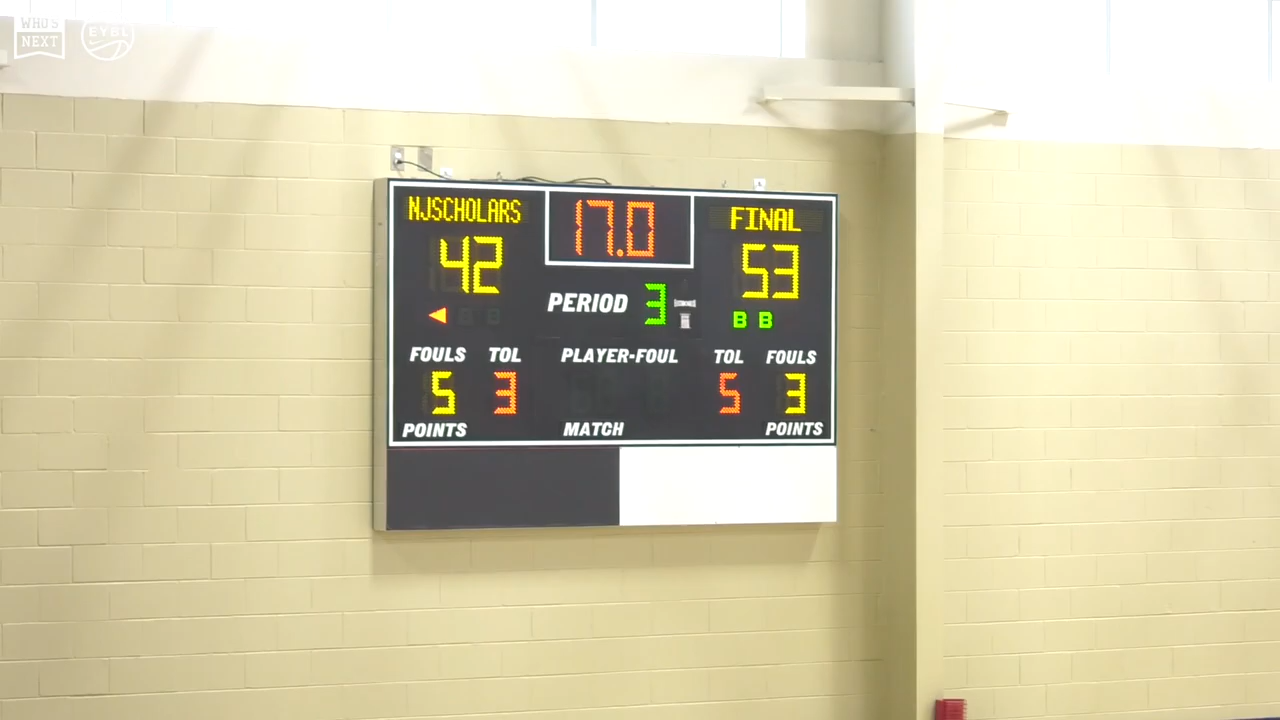 WHO'S
NEXT
EYBL
NJSCHOLARS
17.0
FINAL
42
53
PERIOD 3
B B
FOULS TOL PLAYER-FOUL TOL FOULS
5 3 5 3
POINTS MATCH POINTS